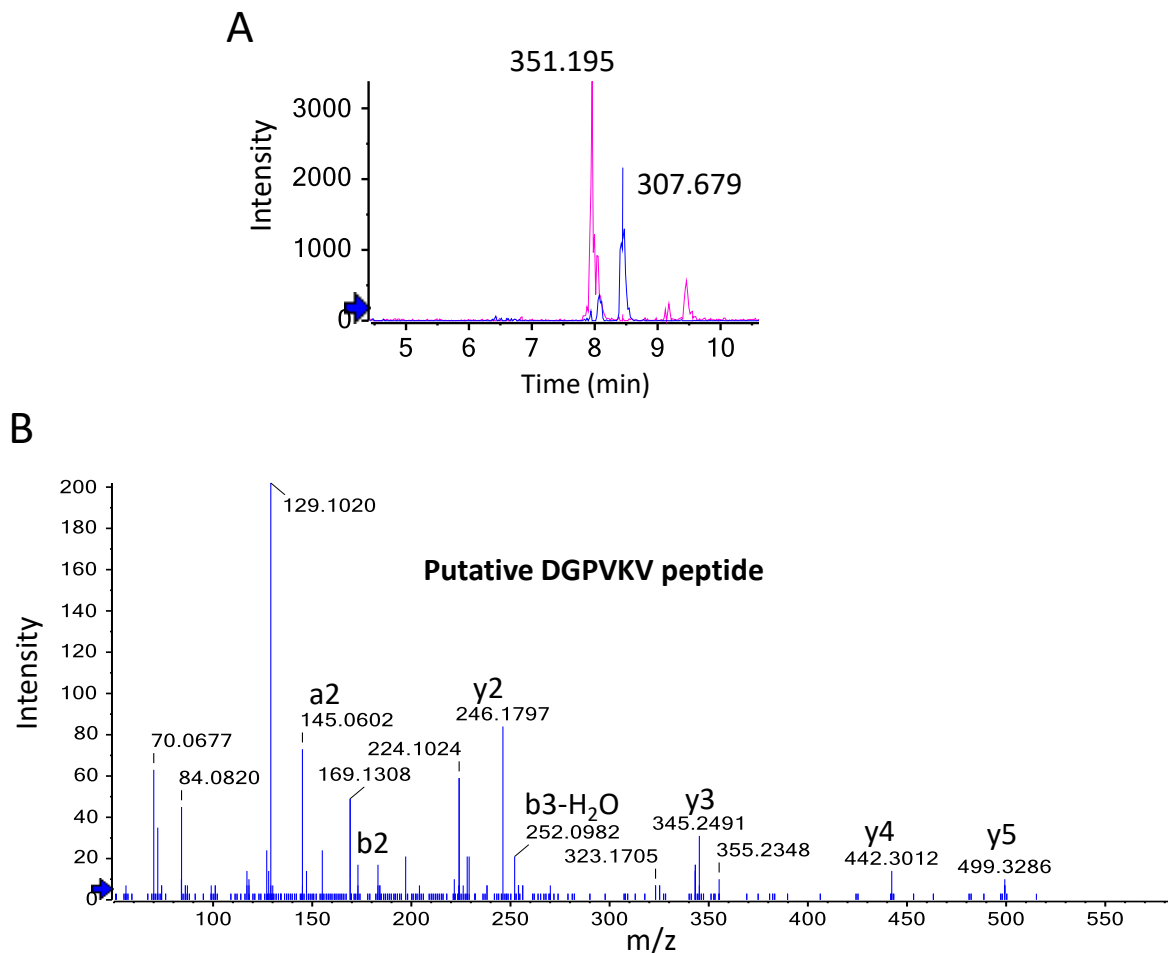 A
351.195
307.679
Intensity
3000
2000
1000
0
5 6 7 8 9 10
Time (min)
B
Intensity
200
180
160
140
120
100
80
60
40
20
0
129.1020
Putative DGPVKV peptide
a2
145.0602
y2
246.1797
70.0677
224.1024
84.0820
169.1308
b2
b3-H₂O
252.0982
y3
345.2491
323.1705
355.2348
y4
442.3012
y5
499.3286
100 150 200 250 300 350 400 450 500 550
m/z